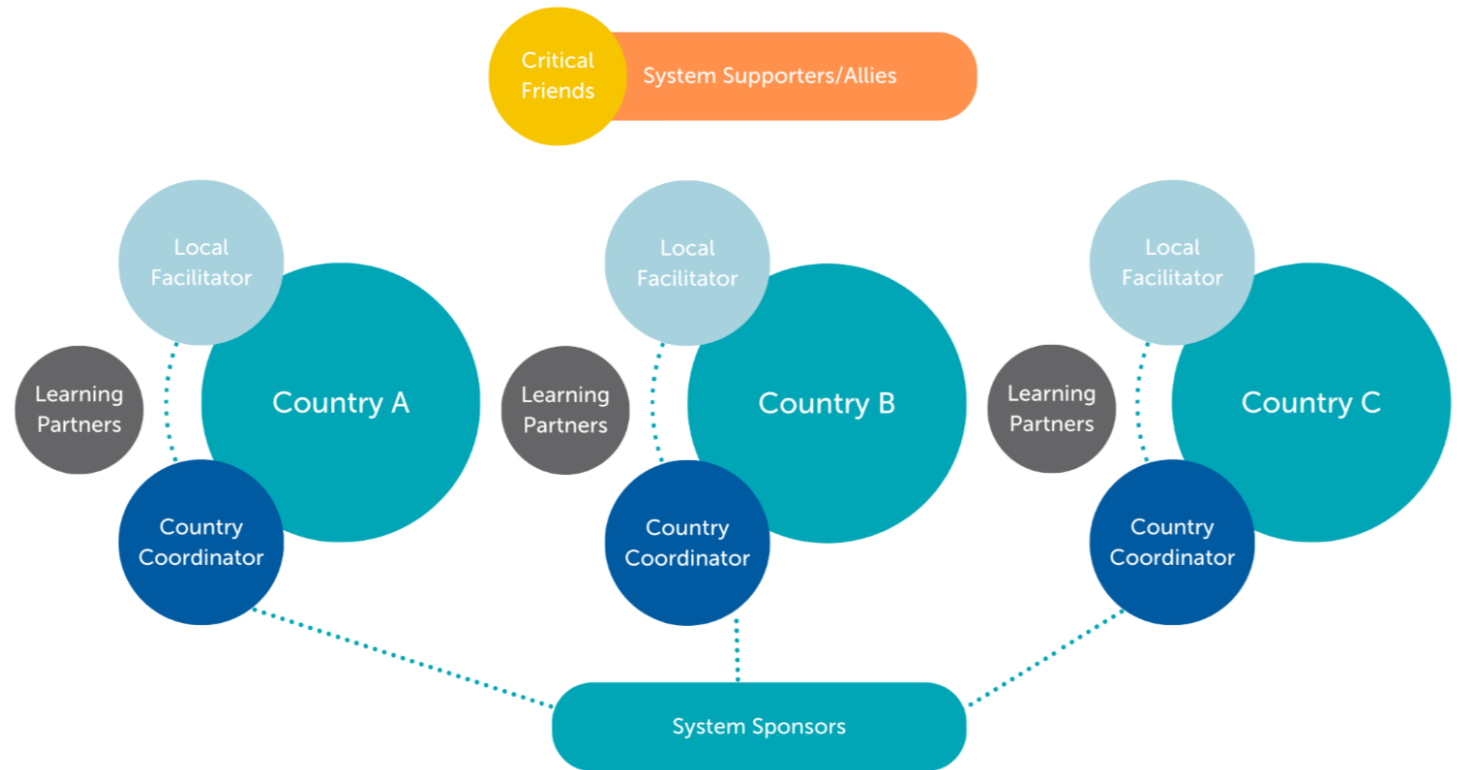 Critical
Friends
System Supporters/Allies
Local
Facilitator
Local
Facilitator
Local
Facilitator
Learning
Partners
Country A
Learning
Partners
Country B
Learning
Partners
Country C
Country
Coordinator
Country
Coordinator
Country
Coordinator
System Sponsors